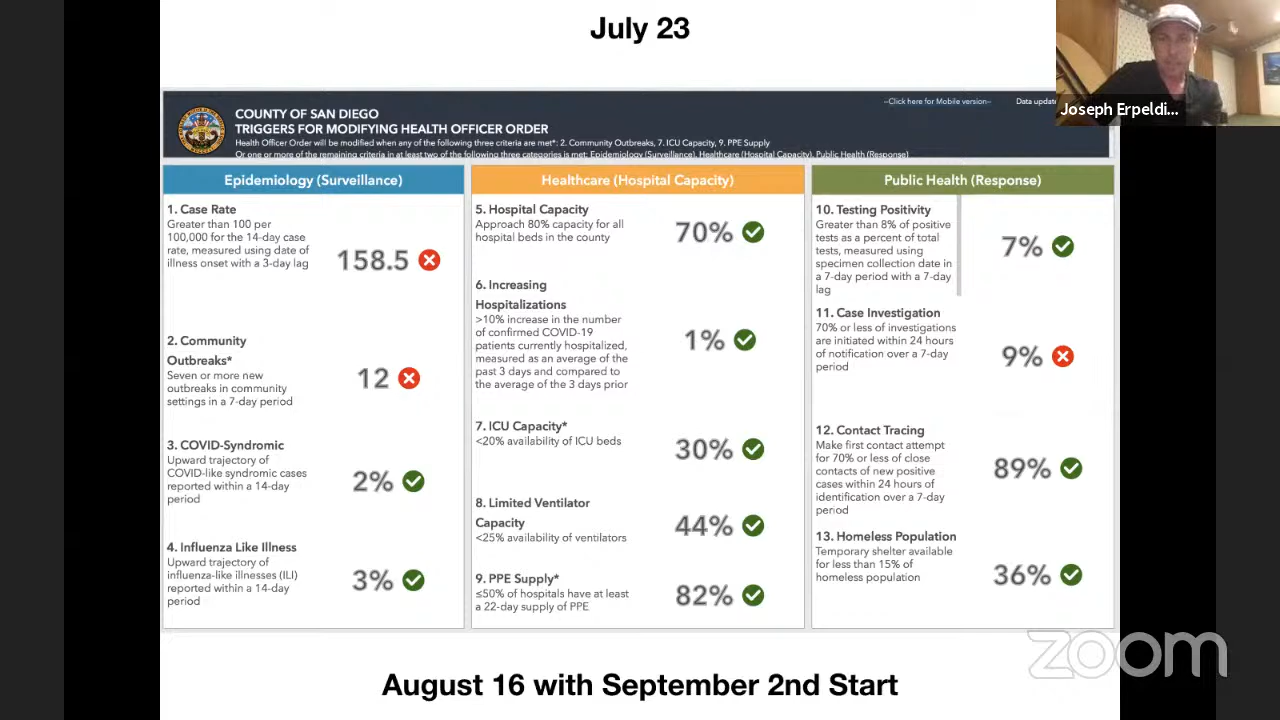 July 23
Joseph Erpeldi...
COUNTY OF SAN DIEGO
TRIGGERS FOR MODIFYING HEALTH OFFICER ORDER
Health Officer Order will be modified when any of the following three criteria are met*: 2. Community Outbreaks, 7. ICU Capacity, 9. PPE Supply
Or one or more of the remaining criteria in at least two of the following three categories is met: Epidemiology (Surveillance), Healthcare (Hospital Capacity), Public Health (Response)
--Click here for Mobile version--
Data update
Epidemiology (Surveillance)
1. Case Rate
Greater than 100 per
100,000 for the 14-day case
rate, measured using date of
illness onset with a 3-day lag
158.5
2. Community
Outbreaks*
Seven or more new
outbreaks in community
settings in a 7-day period
12
3. COVID-Syndromic
Upward trajectory of
COVID-like syndromic cases
reported within a 14-day
period
2%
4. Influenza Like Illness
Upward trajectory of
influenza-like illnesses (ILI)
reported within a 14-day
period
3%
Healthcare (Hospital Capacity)
5. Hospital Capacity
Approach 80% capacity for all
hospital beds in the county
70%
6. Increasing
Hospitalizations
>10% increase in the number
of confirmed COVID-19
patients currently hospitalized,
measured as an average of the
past 3 days and compared to
the average of the 3 days prior
1%
7. ICU Capacity*
<20% availability of ICU beds
30%
8. Limited Ventilator
Capacity
<25% availability of ventilators
44%
9. PPE Supply*
≤50% of hospitals have at least
a 22-day supply of PPE
82%
Public Health (Response)
10. Testing Positivity
Greater than 8% of positive
tests as a percent of total
tests, measured using
specimen collection date in
a 7-day period with a 7-day
lag
7%
11. Case Investigation
70% or less of investigations
are initiated within 24 hours
of notification over a 7-day
period
9%
12. Contact Tracing
Make first contact attempt
for 70% or less of close
contacts of new positive
cases within 24 hours of
identification over a 7-day
period
89%
13. Homeless Population
Temporary shelter available
for less than 15% of
homeless population
36%
zoom
August 16 with September 2nd Start